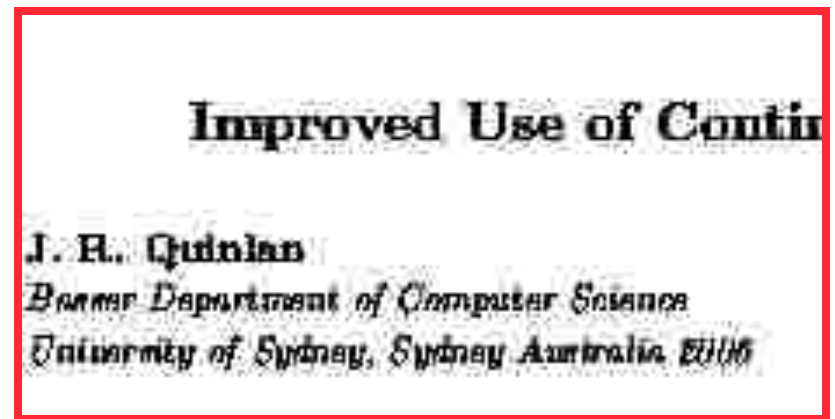 Improved Use of Contin
J. R. Quinlan
Basser Department of Computer Science
University of Sydney, Sydney Australia 2006